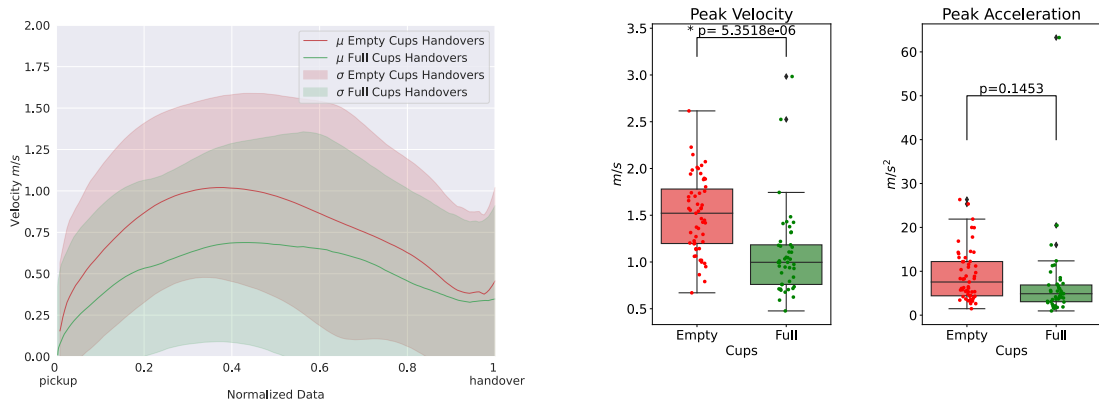 2.00
1.75
1.50
1.25
1.00
0.75
0.50
0.25
0.00
Velocity m/s
μ Empty Cups Handovers
μ Full Cups Handovers
σ Empty Cups Handovers
σ Full Cups Handovers
0 0.2 0.4 0.6 0.8 1
pickup handover
Normalized Data
Peak Velocity
* p= 5.3518e-06
3.5
3.0
2.5
2.0
1.5
1.0
0.5
m/s
Empty Full
Cups
Peak Acceleration
p=0.1453
60
50
40
30
20
10
0
m/s²
Empty Full
Cups